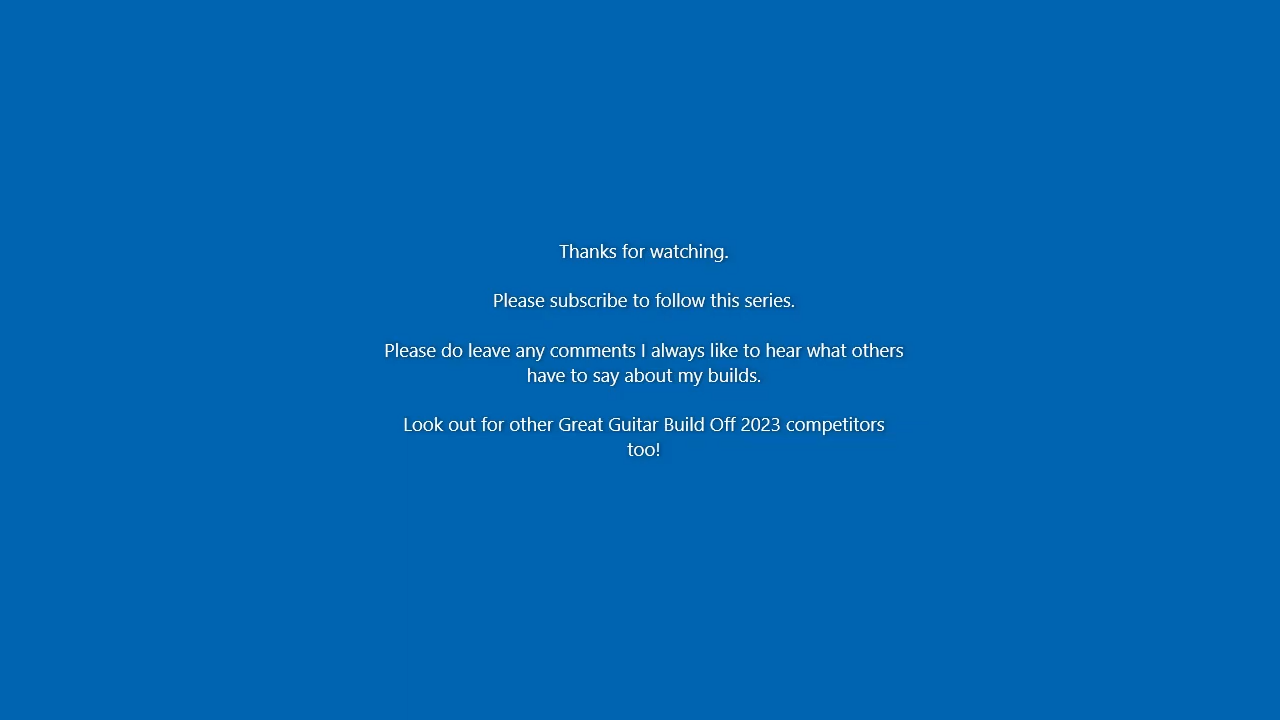 Thanks for watching.
Please subscribe to follow this series.
Please do leave any comments I always like to hear what others
have to say about my builds.
Look out for other Great Guitar Build Off 2023 competitors
too!